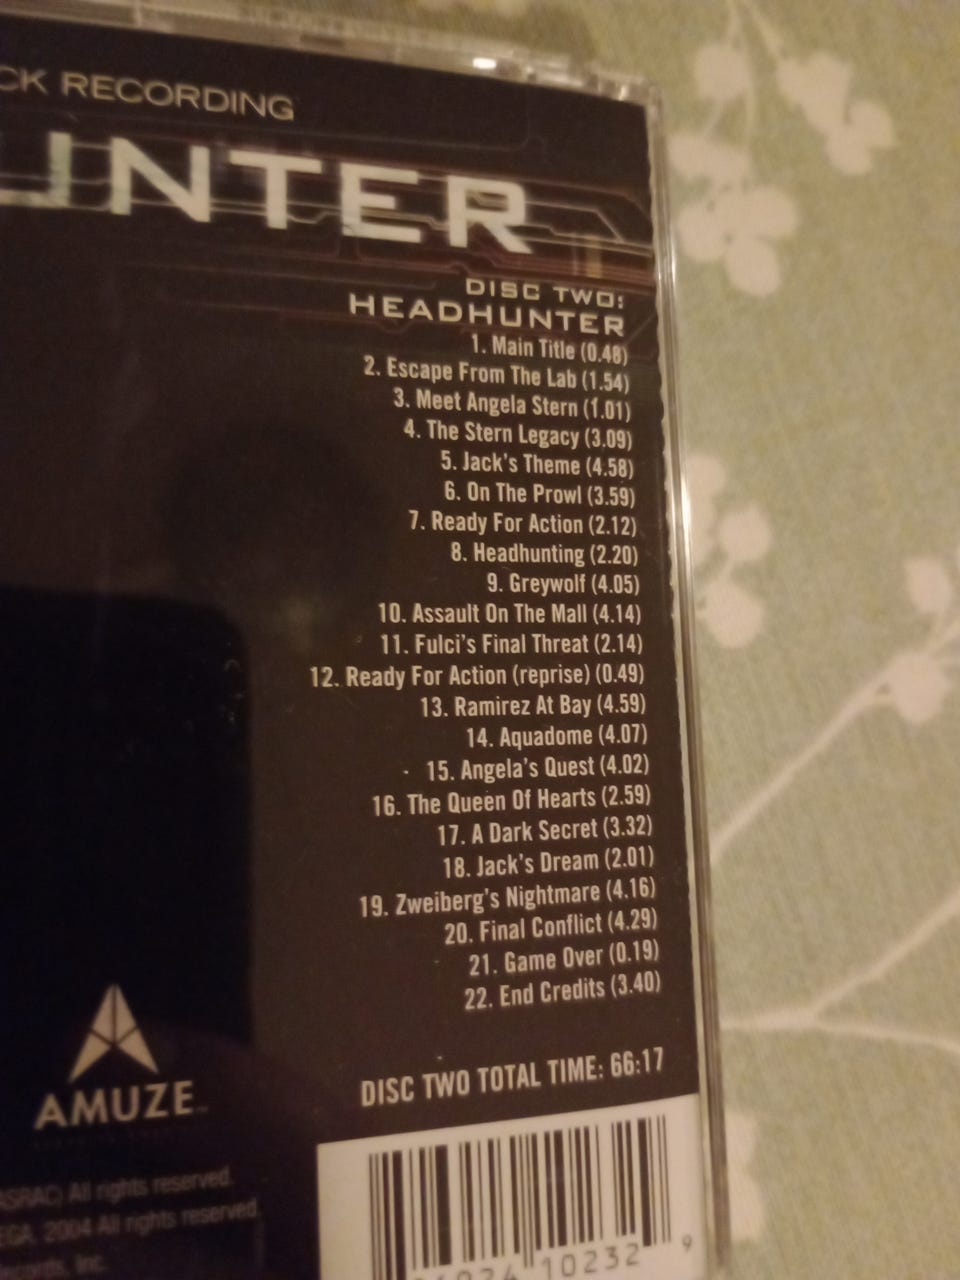 CK RECORDING
UNTER
DISC TWO:
HEADHUNTER
1. Main Title (0.48)
2. Escape From The Lab (1.54)
3. Meet Angela Stern (1.01)
4. The Stern Legacy (3.09)
5. Jack's Theme (4.58)
6. On The Prowl (3.59)
7. Ready For Action (2.12)
8. Headhunting (2.20)
9. Greywolf (4.05)
10. Assault On The Mall (4.14)
11. Fulci's Final Threat (2.14)
12. Ready For Action (reprise) (0.49)
13. Ramirez At Bay (4.59)
14. Aquadome (4.07)
15. Angela's Quest (4.02)
16. The Queen Of Hearts (2.59)
17. A Dark Secret (3.32)
18. Jack's Dream (2.01)
19. Zweiberg's Nightmare (4.16)
20. Final Conflict (4.29)
21. Game Over (0.19)
22. End Credits (3.40)
DISC TWO TOTAL TIME: 66:17
AMUZE™
All rights reserved.
EGA. 2004 All rights reserved.
Inc.
10232 9